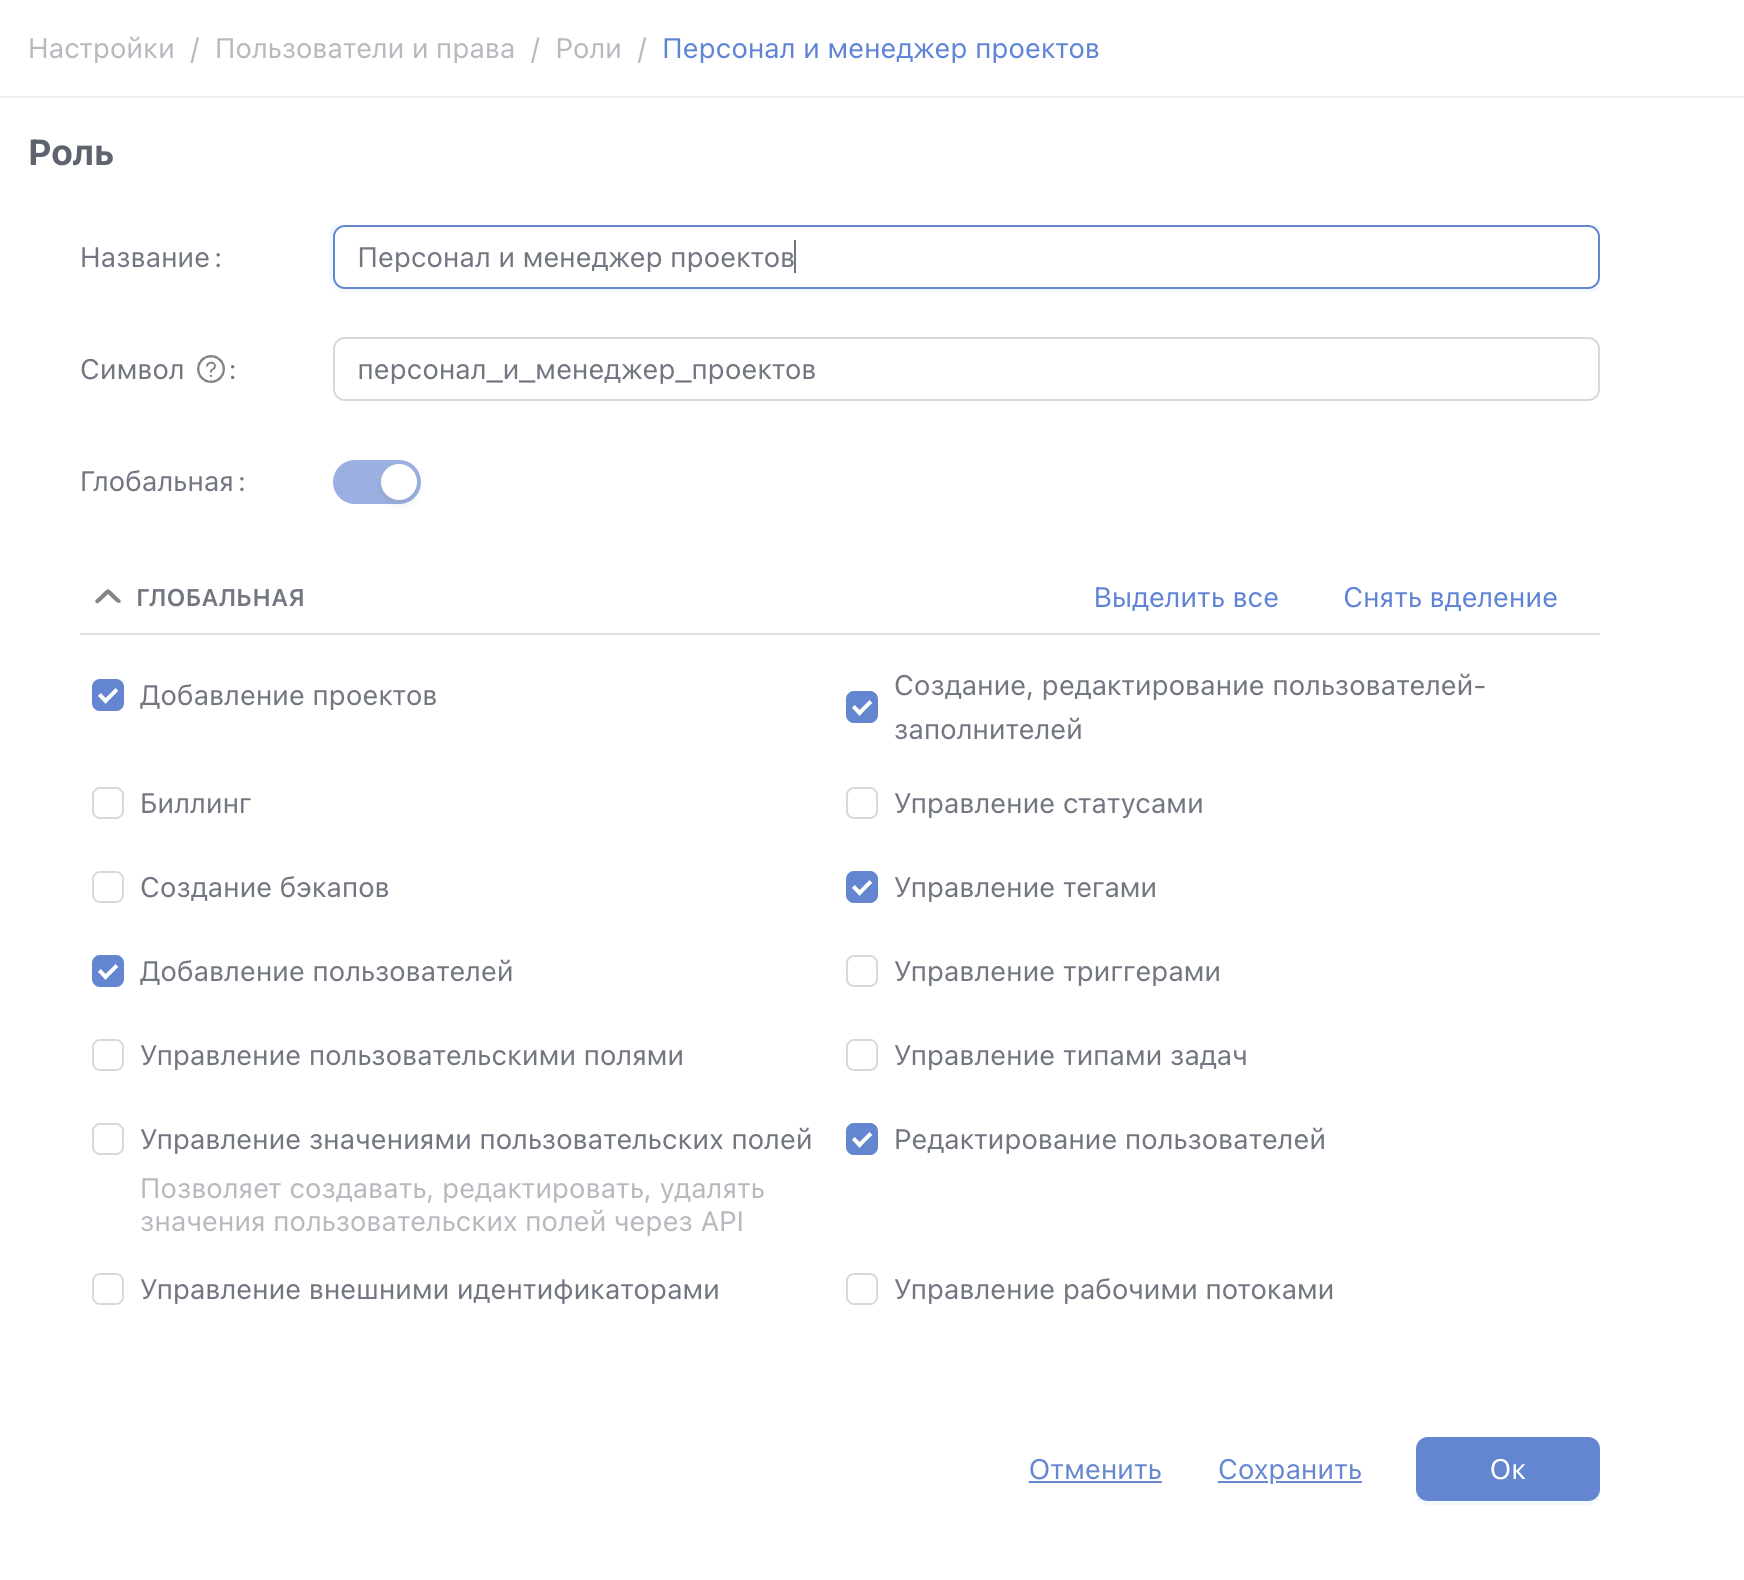 Настройки / Пользователи и права / Роли / Персонал и менеджер проектов
Роль
Название: Персонал и менеджер проектов
Символ ?: персонал_и_менеджер_проектов
Глобальная:
ГЛОБАЛЬНАЯ Выделить все Снять вделение
Добавление проектов
Создание, редактирование пользователей-
заполнителей
Биллинг Управление статусами
Создание бэкапов Управление тегами
Добавление пользователей Управление триггерами
Управление пользовательскими полями Управление типами задач
Управление значениями пользовательских полей Редактирование пользователей
Позволяет создавать, редактировать, удалять
значения пользовательских полей через API
Управление внешними идентификаторами Управление рабочими потоками
Отменить Сохранить Ок